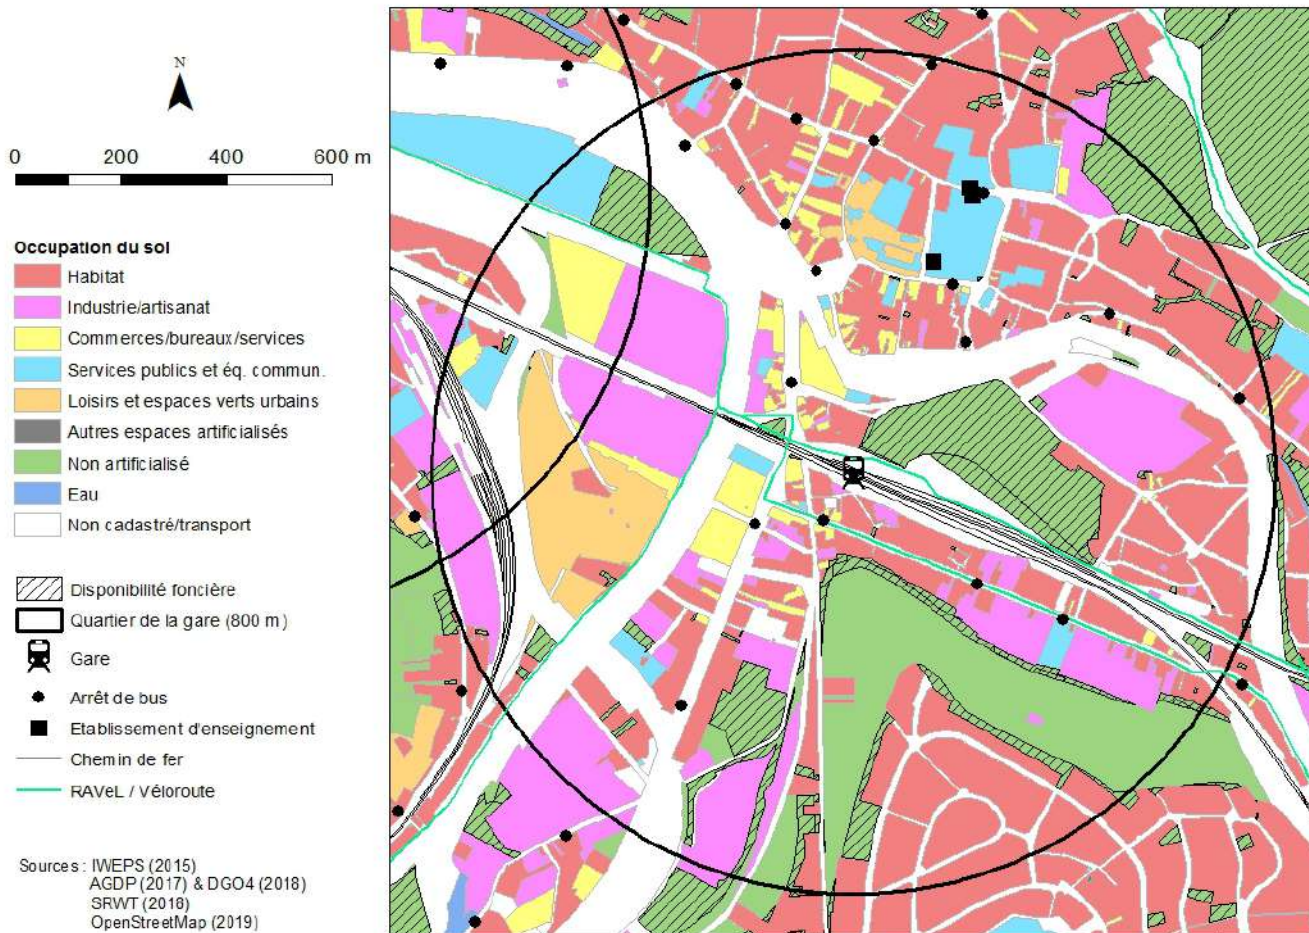 N
0 200 400 600 m
Occupation du sol
Habitat
Industrie/artisanat
Commerces/bureaux/services
Services publics et éq. commun.
Loisirs et espaces verts urbains
Autres espaces artificialisés
Non artificialisé
Eau
Non cadastré/transport
Disponibilité foncière
Quartier de la gare (800 m)
Gare
Arrêt de bus
Etablissement d'enseignement
Chemin de fer
RAVeL / Véloroute
Sources : IWEPS (2015)
AGDP (2017) & DGO4 (2018)
SRWT (2018)
OpenStreetMap (2019)